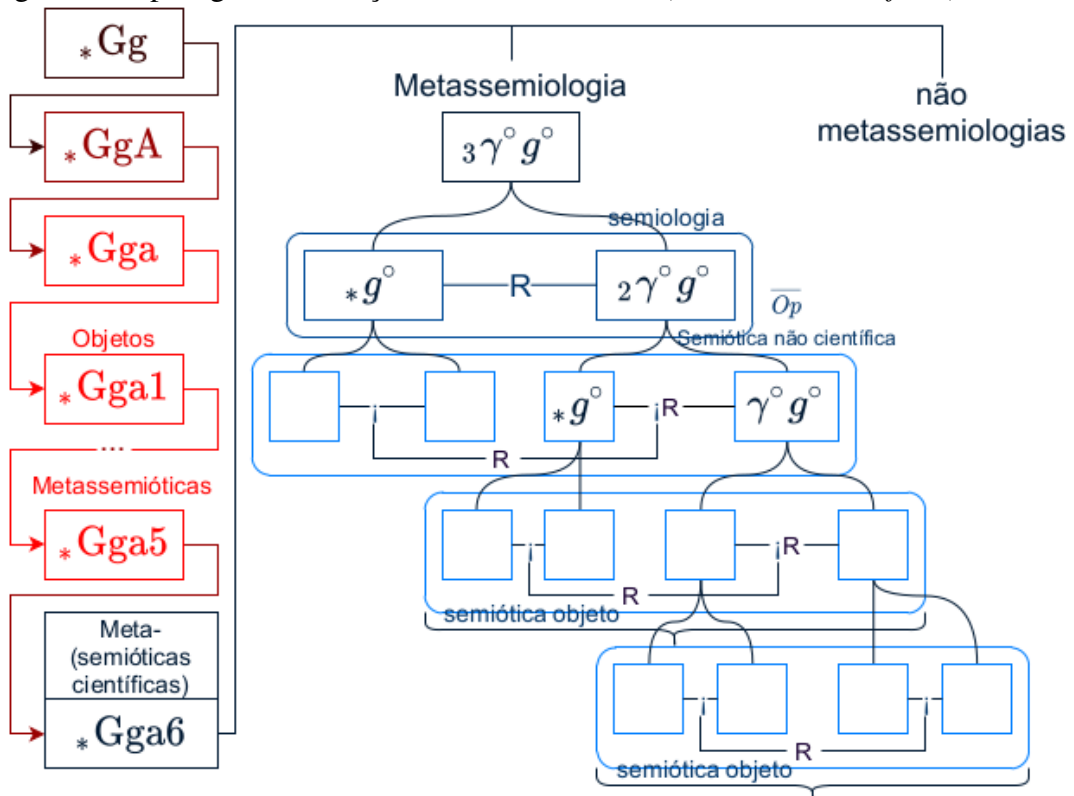 *Gg
*GgA
*Gga
Objetos
*Gga1
...
Metassemióticas
*Gga5
Meta-
(semióticas
científicas)
*Gga6
Metassemiologia
não
metassemiologias
3γ°g°
semiologia
*g°
R
2γ°g°
Op
Semiótica não científica
¡
*g°
¡R
γ°g°
R
¡
¡R
R
semiótica objeto
¡
¡
R
semiótica objeto